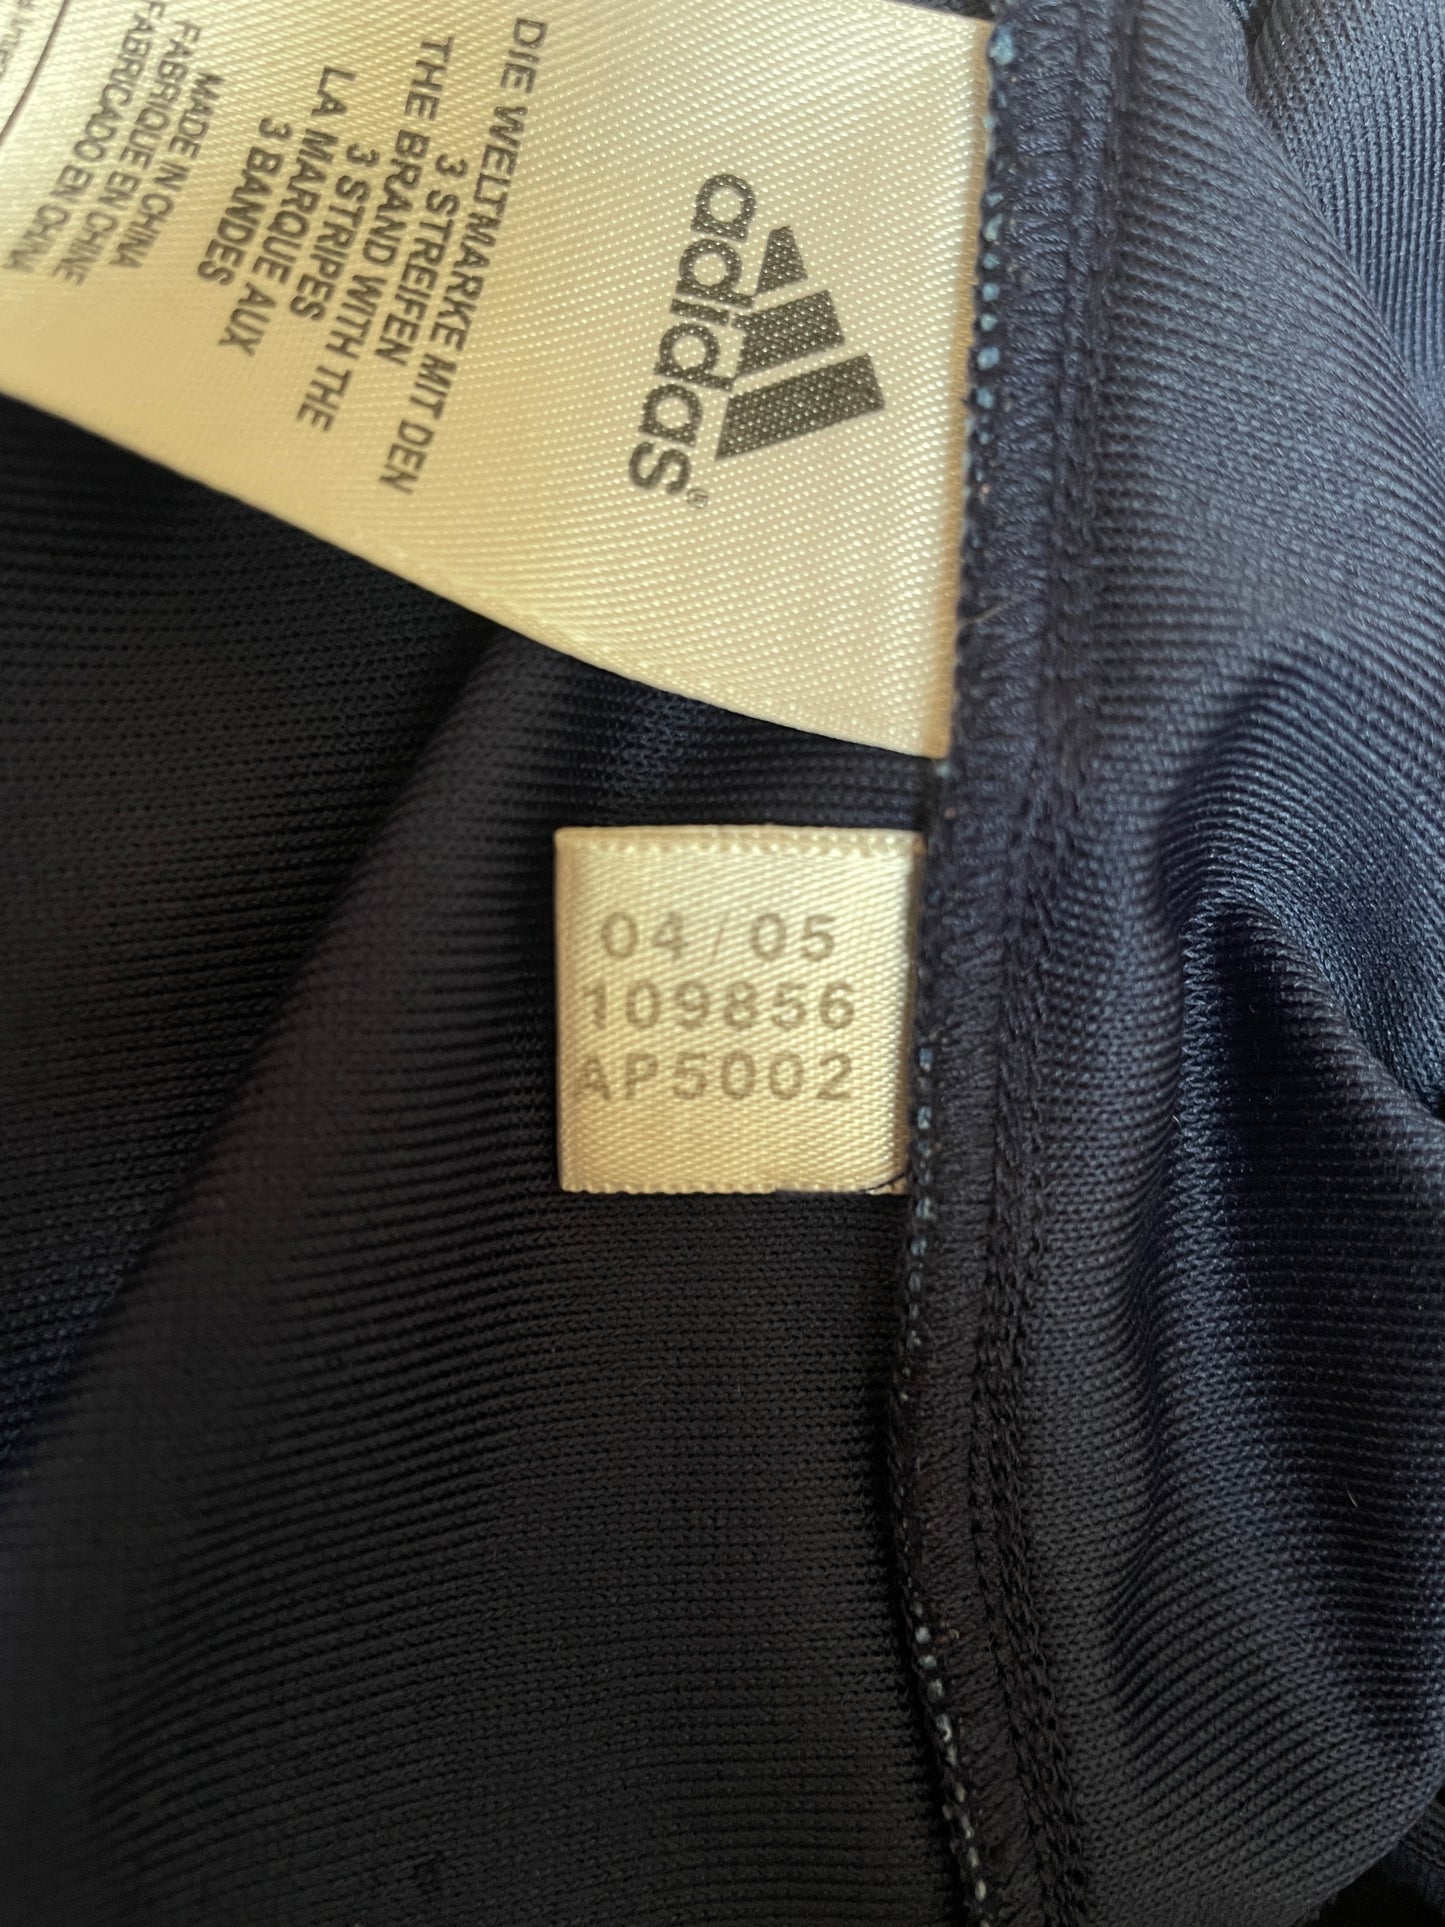 adidas®
DIE WELTMARKE MIT DEN
3 STREIFEN
THE BRAND WITH THE
3 STRIPES
LA MARQUE AUX
3 BANDES
MADE IN CHINA
FABRIQUE EN CHINE
FABRICADO EN CHINA
04/05
109856
AP5002